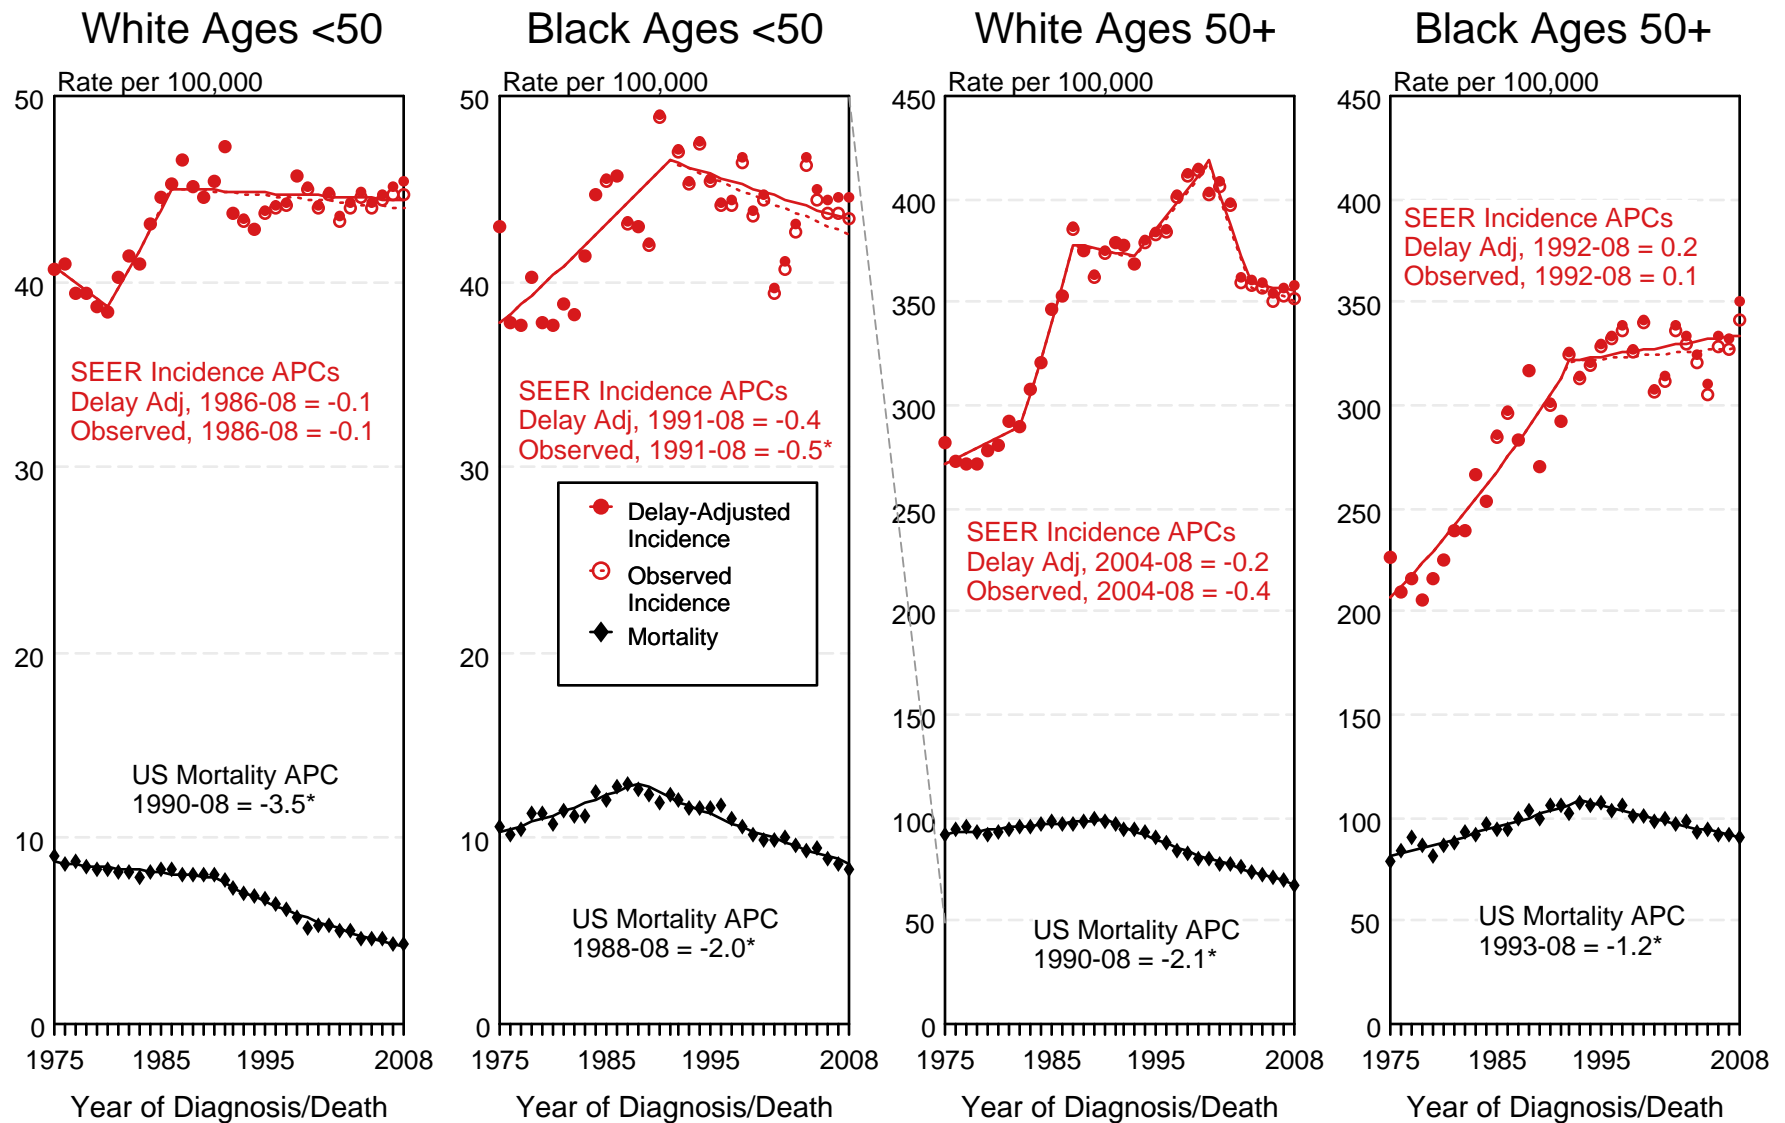 White Ages <50
Black Ages <50
White Ages 50+
Black Ages 50+
Rate per 100,000
50
40
30
20
10
0
SEER Incidence APCs
Delay Adj, 1986-08 = -0.1
Observed, 1986-08 = -0.1
US Mortality APC
1990-08 = -3.5*
1975
1985
1995
2008
Year of Diagnosis/Death
Rate per 100,000
50
40
30
20
10
0
SEER Incidence APCs
Delay Adj, 1991-08 = -0.4
Observed, 1991-08 = -0.5*
Delay-Adjusted
Incidence
Observed
Incidence
Mortality
US Mortality APC
1988-08 = -2.0*
1975
1985
1995
2008
Year of Diagnosis/Death
Rate per 100,000
450
400
350
300
250
200
150
100
50
0
SEER Incidence APCs
Delay Adj, 2004-08 = -0.2
Observed, 2004-08 = -0.4
US Mortality APC
1990-08 = -2.1*
1975
1985
1995
2008
Year of Diagnosis/Death
Rate per 100,000
450
400
350
300
250
200
150
100
50
0
SEER Incidence APCs
Delay Adj, 1992-08 = 0.2
Observed, 1992-08 = 0.1
US Mortality APC
1993-08 = -1.2*
1975
1985
1995
2008
Year of Diagnosis/Death